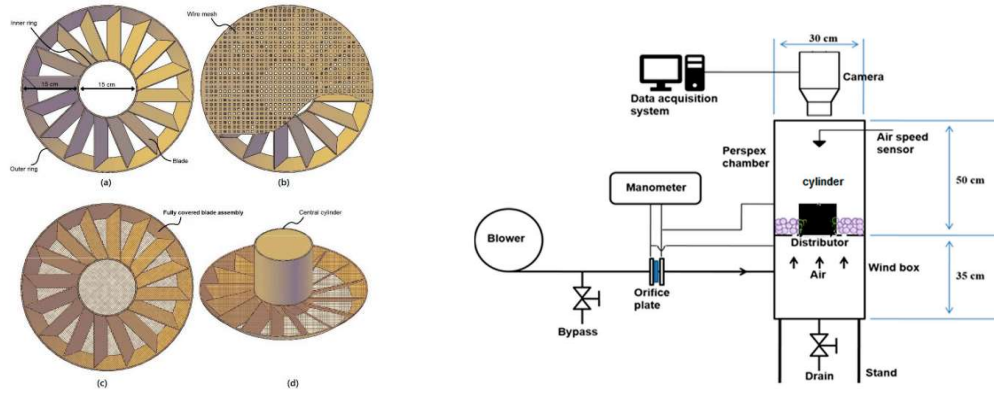 Inner ring
15 cm
15 cm
Outer ring
Blade
(a)
Wire mesh
(b)
Fully covered blade assembly
(c)
Central cylinder
(d)
30 cm
Camera
Data acquisition
system
Perspex
chamber
Air speed
sensor
Manometer
cylinder
50 cm
Blower
Distributor
Air
Wind box
35 cm
Orifice
plate
Bypass
Drain
Stand